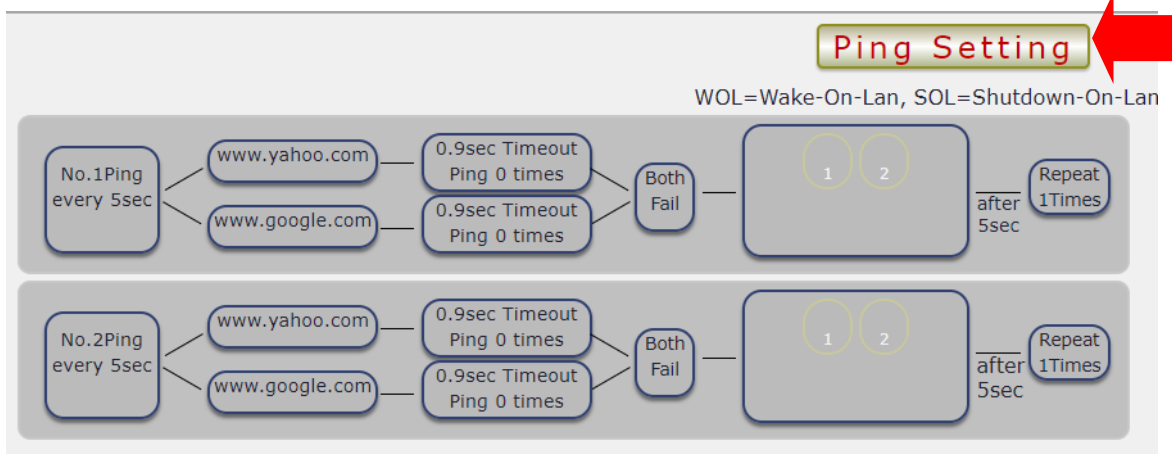 Ping Setting
WOL=Wake-On-Lan, SOL=Shutdown-On-Lan
No.1Ping
every 5sec
www.yahoo.com
www.google.com
0.9sec Timeout
Ping 0 times
0.9sec Timeout
Ping 0 times
Both
Fail
1 2
after
5sec
Repeat
1Times
No.2Ping
every 5sec
www.yahoo.com
www.google.com
0.9sec Timeout
Ping 0 times
0.9sec Timeout
Ping 0 times
Both
Fail
1 2
after
5sec
Repeat
1Times